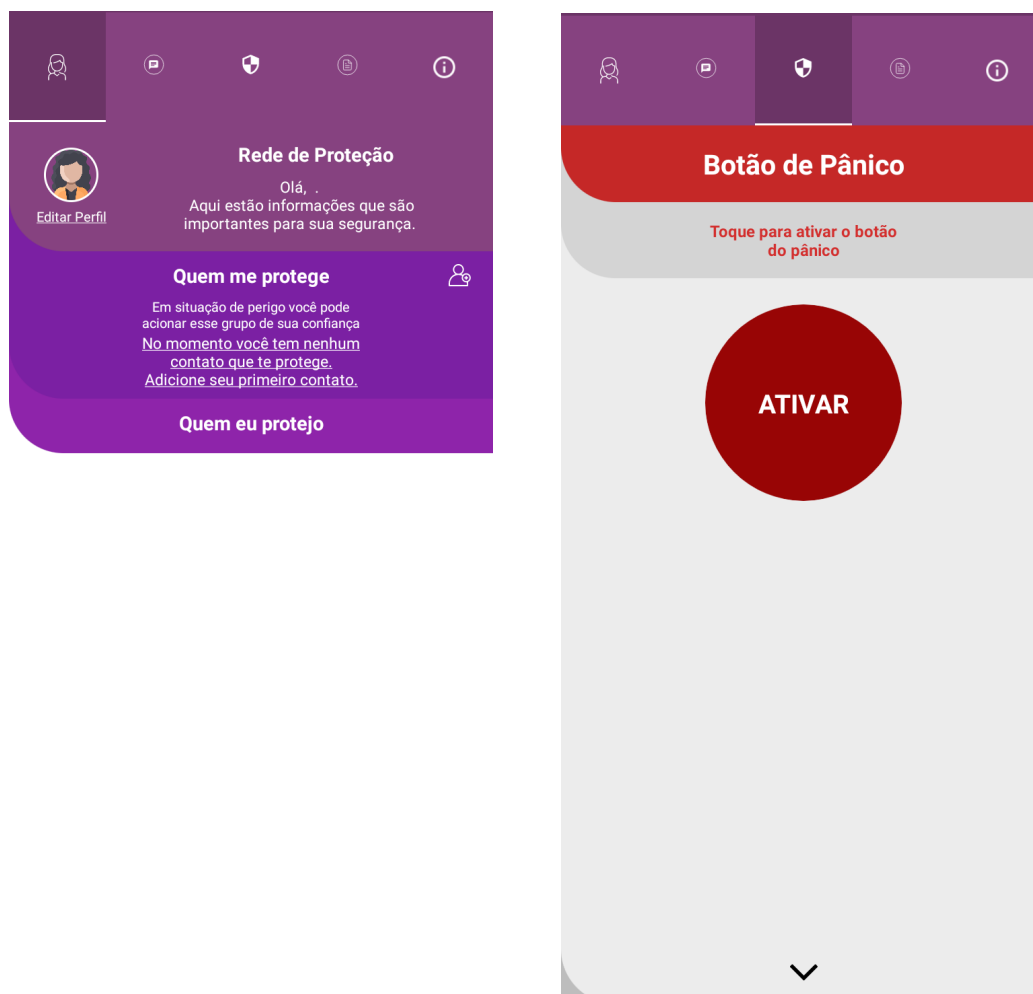 Rede de Proteção
Olá, .
Aqui estão informações que são
importantes para sua segurança.
Editar Perfil
Quem me protege
Em situação de perigo você pode
acionar esse grupo de sua confiança
No momento você tem nenhum
contato que te protege.
Adicione seu primeiro contato.
Quem eu protejo
Botão de Pânico
Toque para ativar o botão
do pânico
ATIVAR